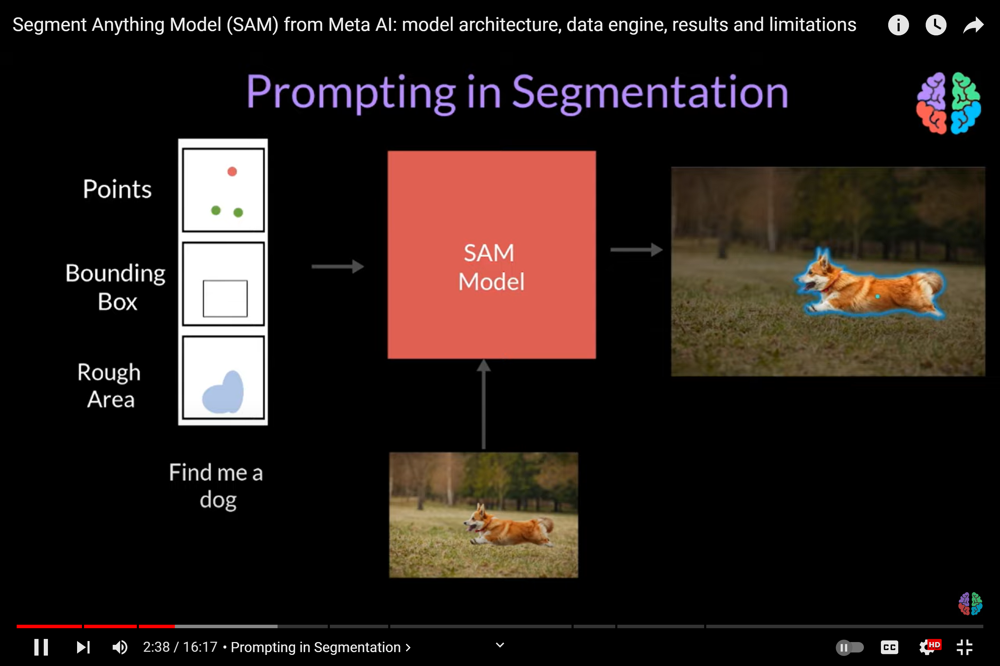 Segment Anything Model (SAM) from Meta AI: model architecture, data engine, results and limitations
Prompting in Segmentation
Points
Bounding
Box
Rough
Area
Find me a
dog
SAM
Model
2:38 / 16:17 • Prompting in Segmentation >
CC
HD